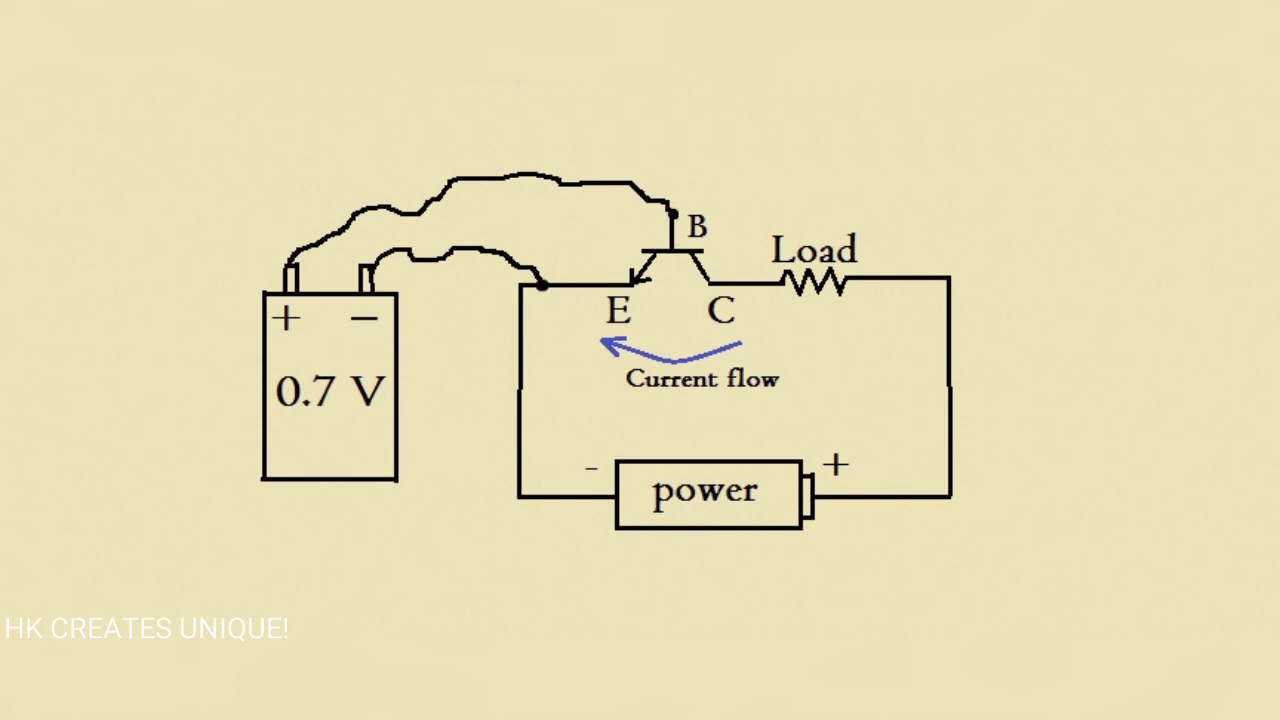 B
Load
E
C
+ −
0.7 V
Current flow
- +
power
HK CREATES UNIQUE!